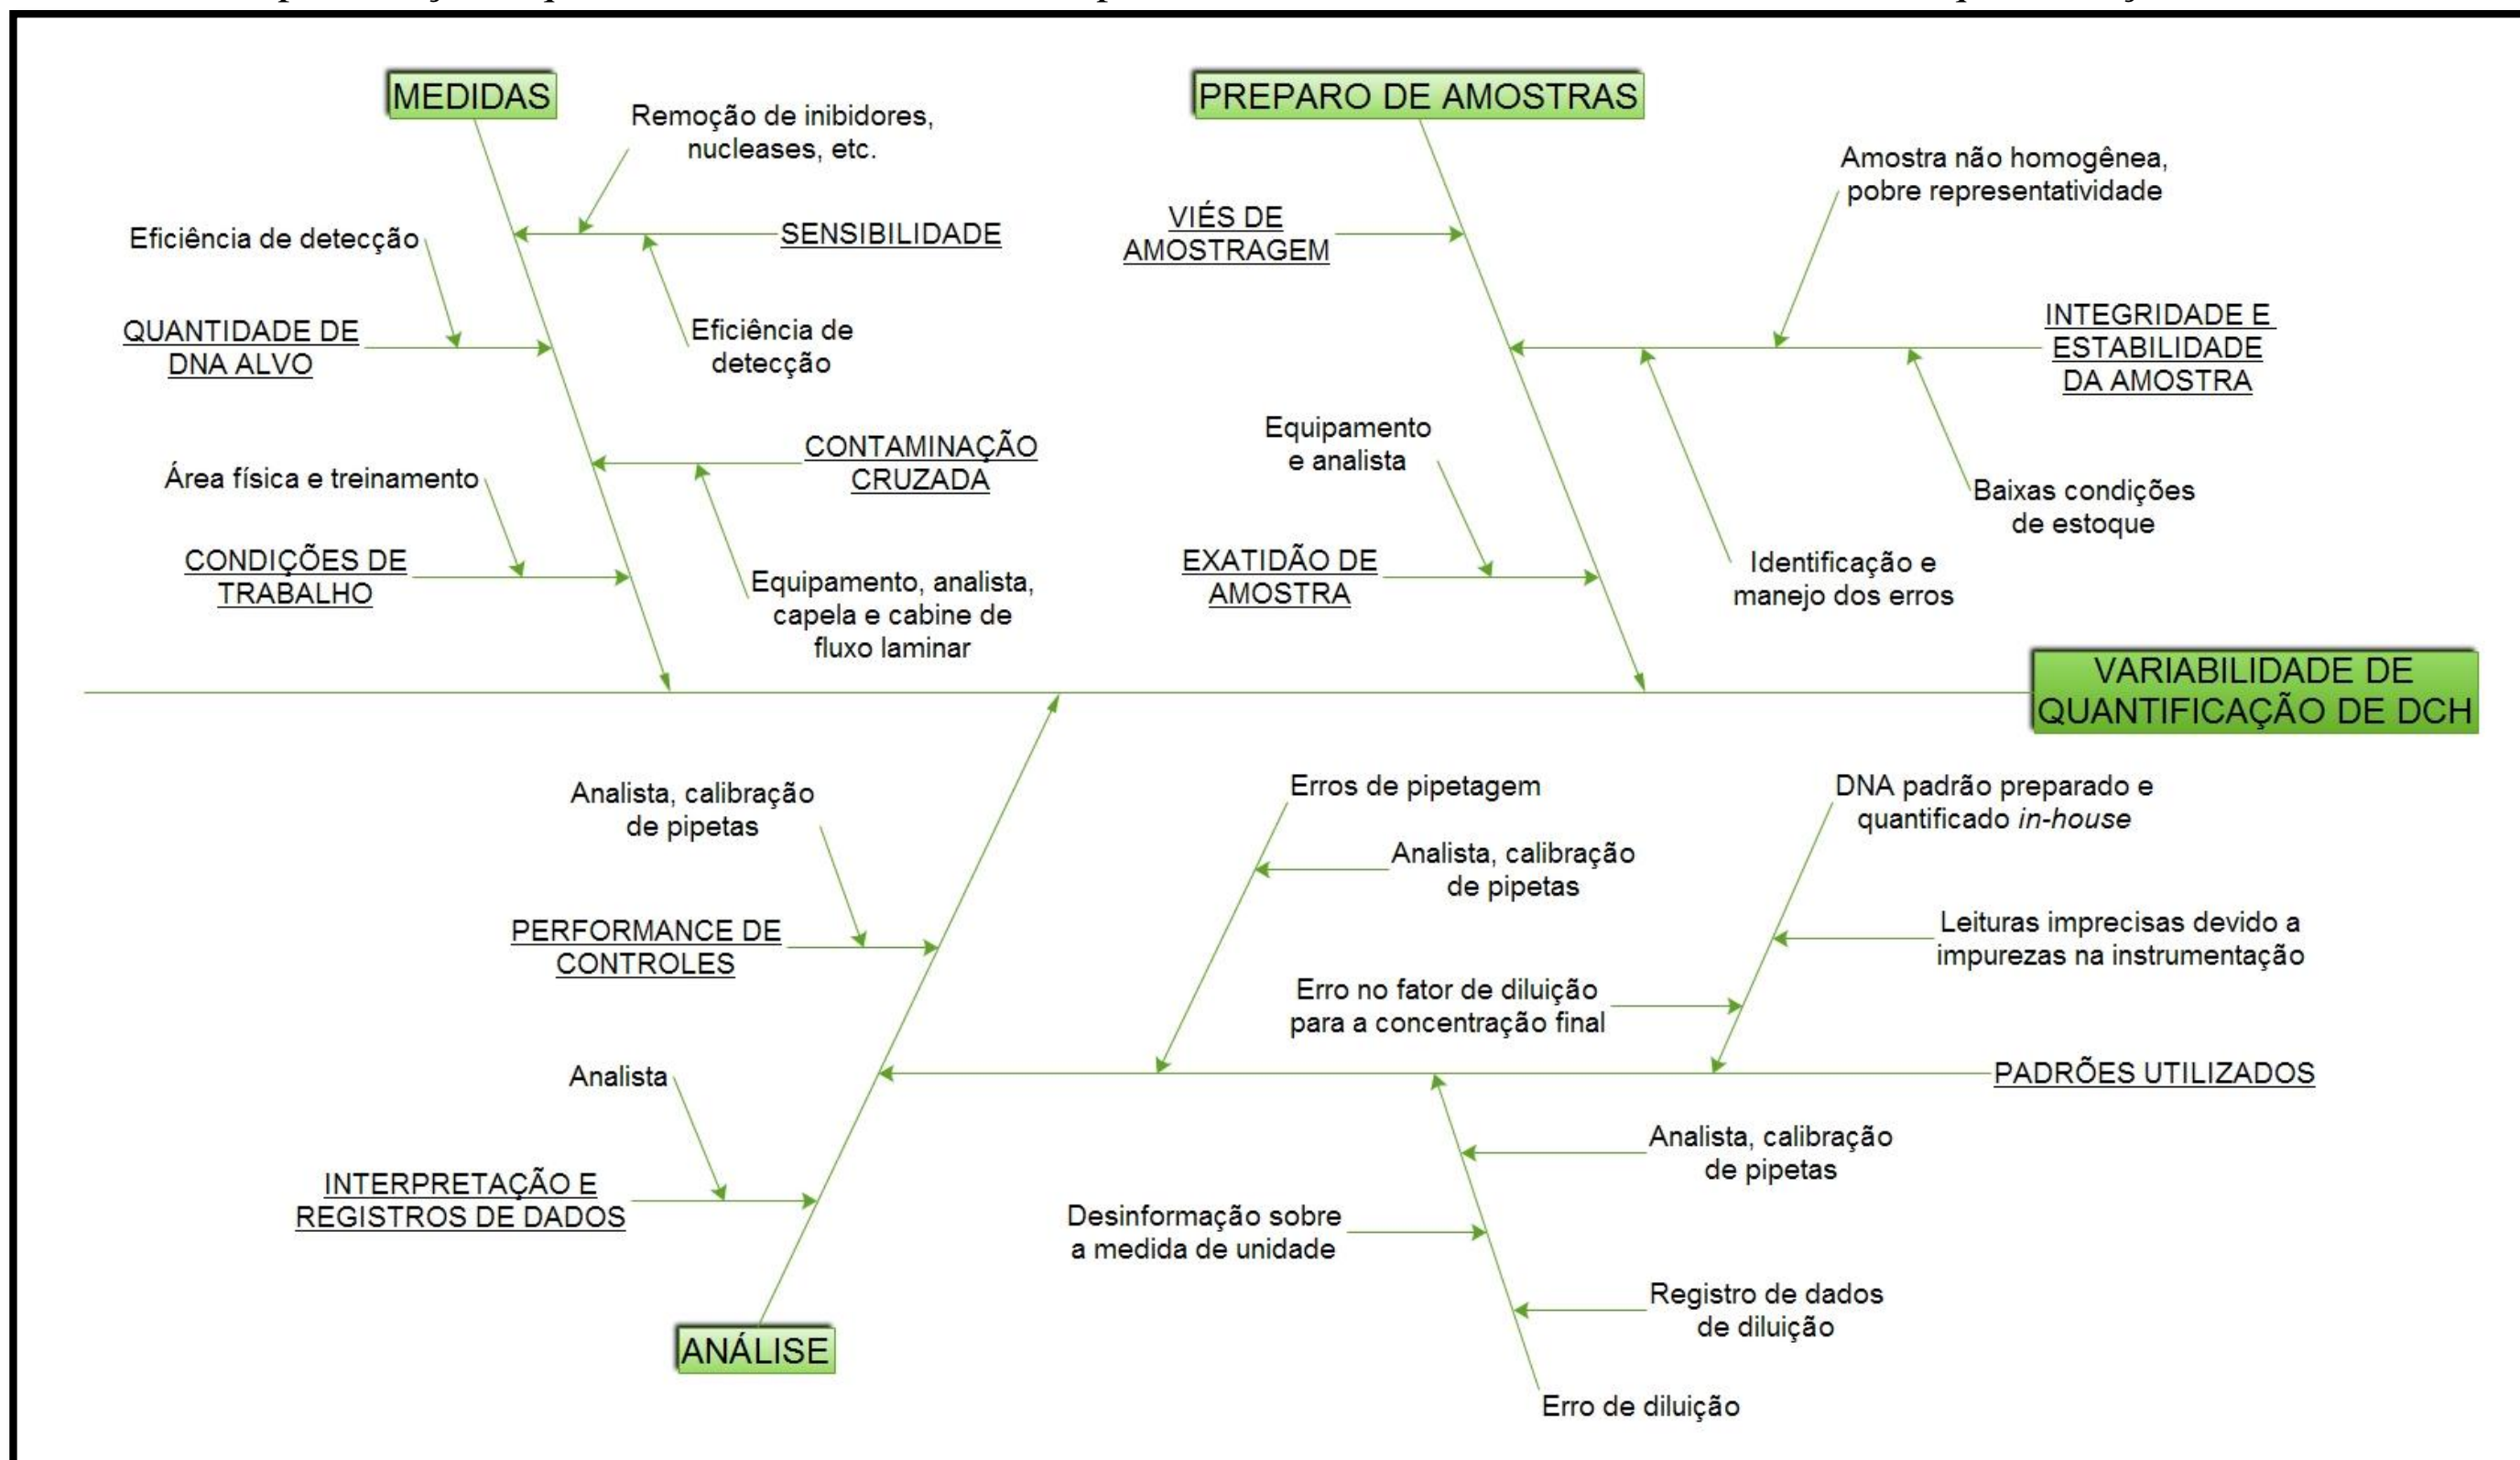 MEDIDAS
Remoção de inibidores,
nucleases, etc.
Eficiência de detecção
SENSIBILIDADE
QUANTIDADE DE
DNA ALVO
Eficiência de
detecção
CONTAMINAÇÃO
CRUZADA
Área física e treinamento
CONDIÇÕES DE
TRABALHO
Equipamento, analista,
capela e cabine de
fluxo laminar
PREPARO DE AMOSTRAS
Amostra não homogênea,
pobre representatividade
VIÉS DE
AMOSTRAGEM
INTEGRIDADE E
ESTABILIDADE
DA AMOSTRA
Equipamento
e analista
Baixas condições
de estoque
EXATIDÃO DE
AMOSTRA
Identificação e
manejo dos erros
VARIABILIDADE DE
QUANTIFICAÇÃO DE DCH
Analista, calibração
de pipetas
PERFORMANCE DE
CONTROLES
Analista
INTERPRETAÇÃO E
REGISTROS DE DADOS
ANÁLISE
Erros de pipetagem
Analista, calibração
de pipetas
DNA padrão preparado e
quantificado in-house
Leituras imprecisas devido a
impurezas na instrumentação
Erro no fator de diluição
para a concentração final
PADRÕES UTILIZADOS
Analista, calibração
de pipetas
Desinformação sobre
a medida de unidade
Registro de dados
de diluição
Erro de diluição